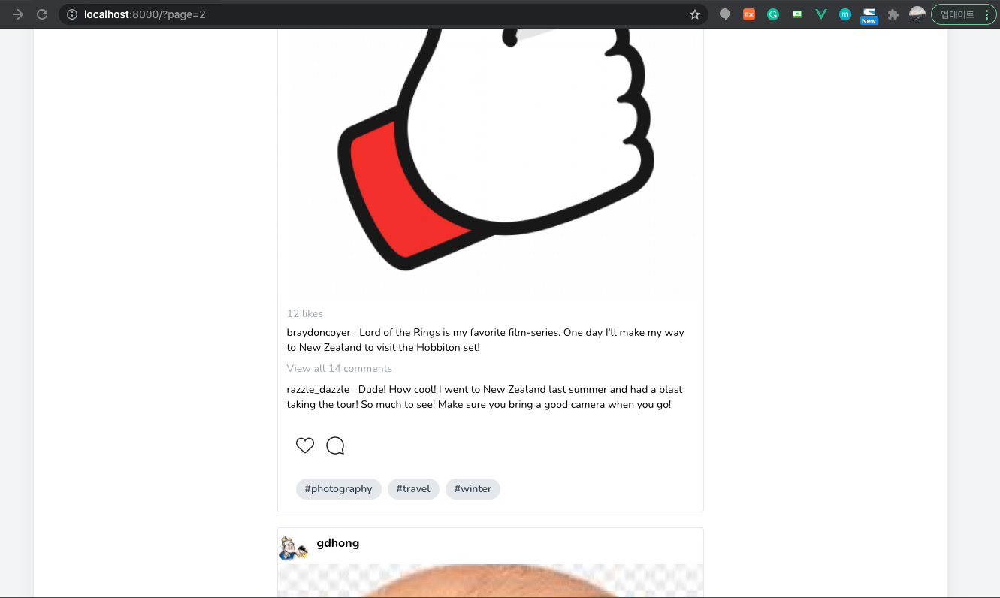 localhost:8000/?page=2
EX
G
m
New
업데이트
12 likes
braydoncoyer Lord of the Rings is my favorite film-series. One day I'll make my way
to New Zealand to visit the Hobbiton set!
View all 14 comments
razzle_dazzle Dude! How cool! I went to New Zealand last summer and had a blast
taking the tour! So much to see! Make sure you bring a good camera when you go!
#photography #travel #winter
gdhong